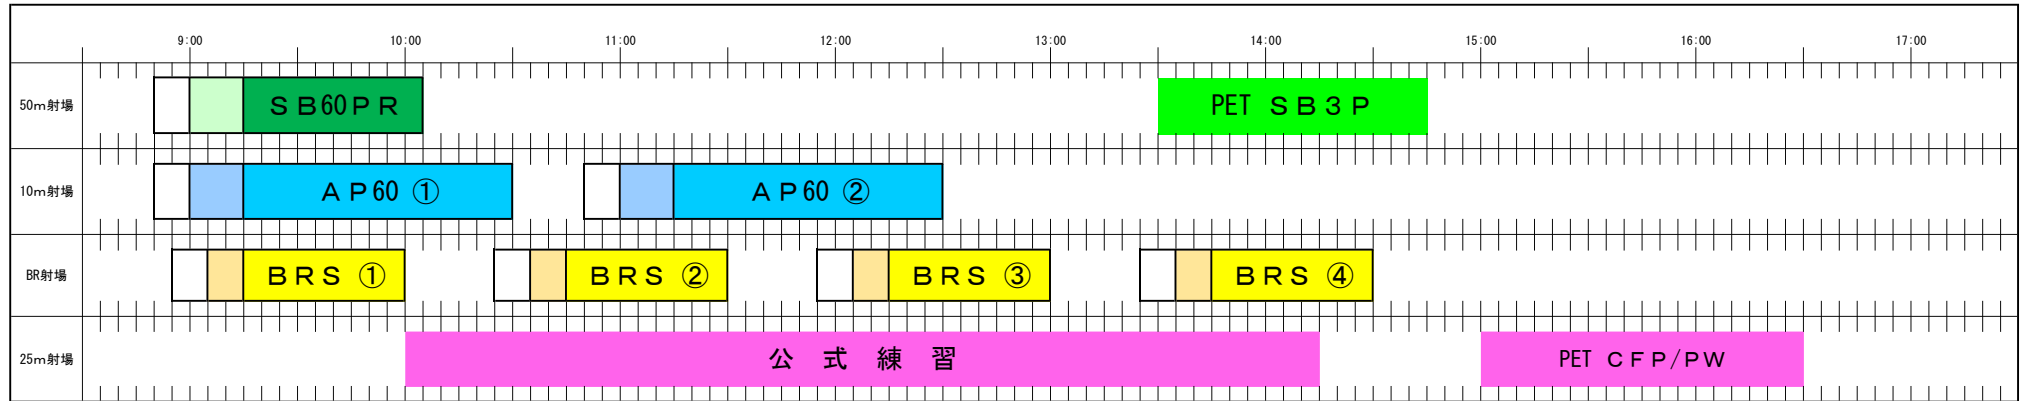 9:00 10:00 11:00 12:00 13:00 14:00 15:00 16:00 17:00
50m射場 ＳＢ60ＰＲ PET ＳＢ３Ｐ
10m射場 ＡＰ60 ① ＡＰ60 ②
BR射場 ＢＲＳ ① ＢＲＳ ② ＢＲＳ ③ ＢＲＳ ④
25m射場 公 式 練 習 PET ＣＦＰ/ＰＷ